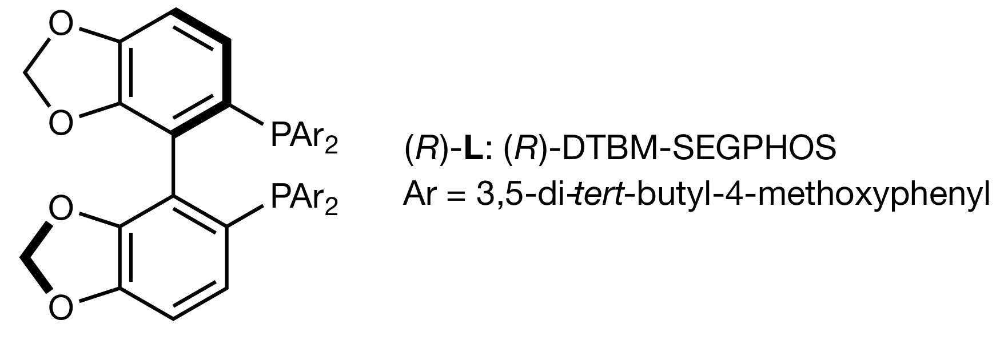 O
O
PAr₂
(R)-L: (R)-DTBM-SEGPHOS
PAr₂
Ar = 3,5-di-tert-butyl-4-methoxyphenyl
O
O